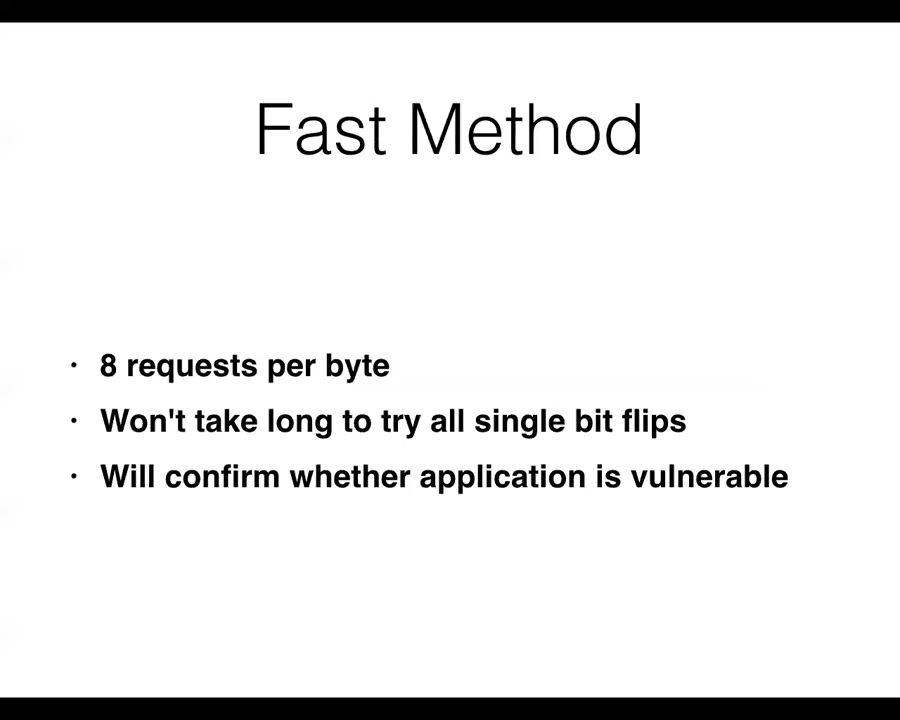 Fast Method
· 8 requests per byte
· Won't take long to try all single bit flips
· Will confirm whether application is vulnerable